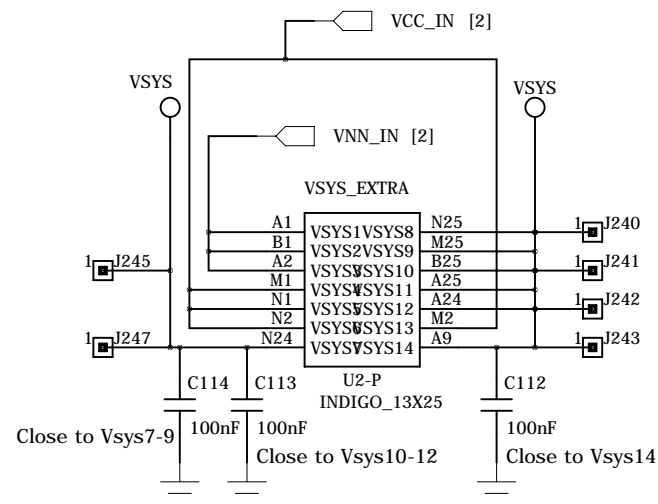 VCC_IN [2]
VSYS
VSYS
VNN_IN [2]
VSYS_EXTRA
A1 VSYS1 VSYS8 N25 1 J240
B1 VSYS2 VSYS9 M25
1 J245 A2 VSYS3 VSYS10 B25 1 J241
M1 VSYS4 VSYS11 A25
N1 VSYS5 VSYS12 A24 1 J242
N2 VSYS6 VSYS13 M2
1 J247 N24 VSYS7 VSYS14 A9 1 J243
U2-P
INDIGO_13X25
C114 C113 C112
100nF 100nF 100nF
Close to Vsys7-9
Close to Vsys10-12
Close to Vsys14